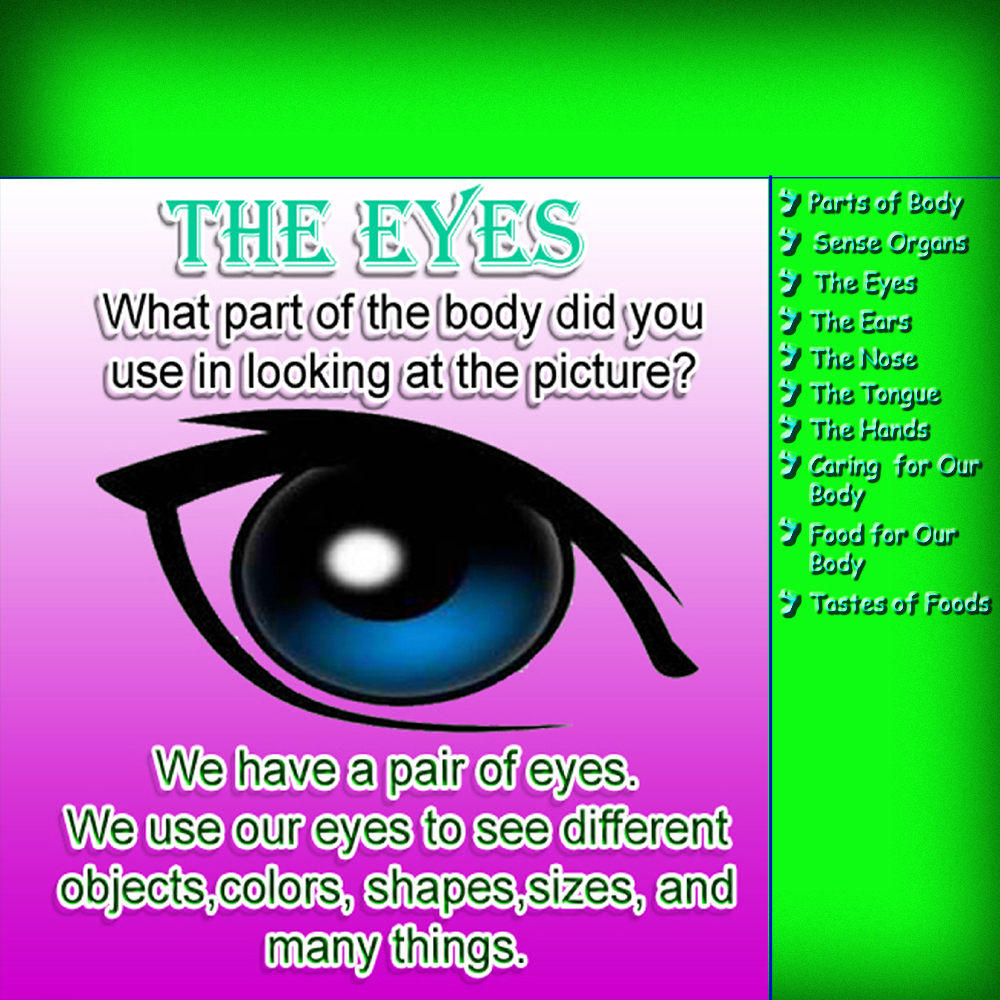 THE EYES
What part of the body did you
use in looking at the picture?
We have a pair of eyes.
We use our eyes to see different
objects,colors, shapes,sizes, and
many things.
Parts of Body
Sense Organs
The Eyes
The Ears
The Nose
The Tongue
The Hands
Caring for Our
Body
Food for Our
Body
Tastes of Foods